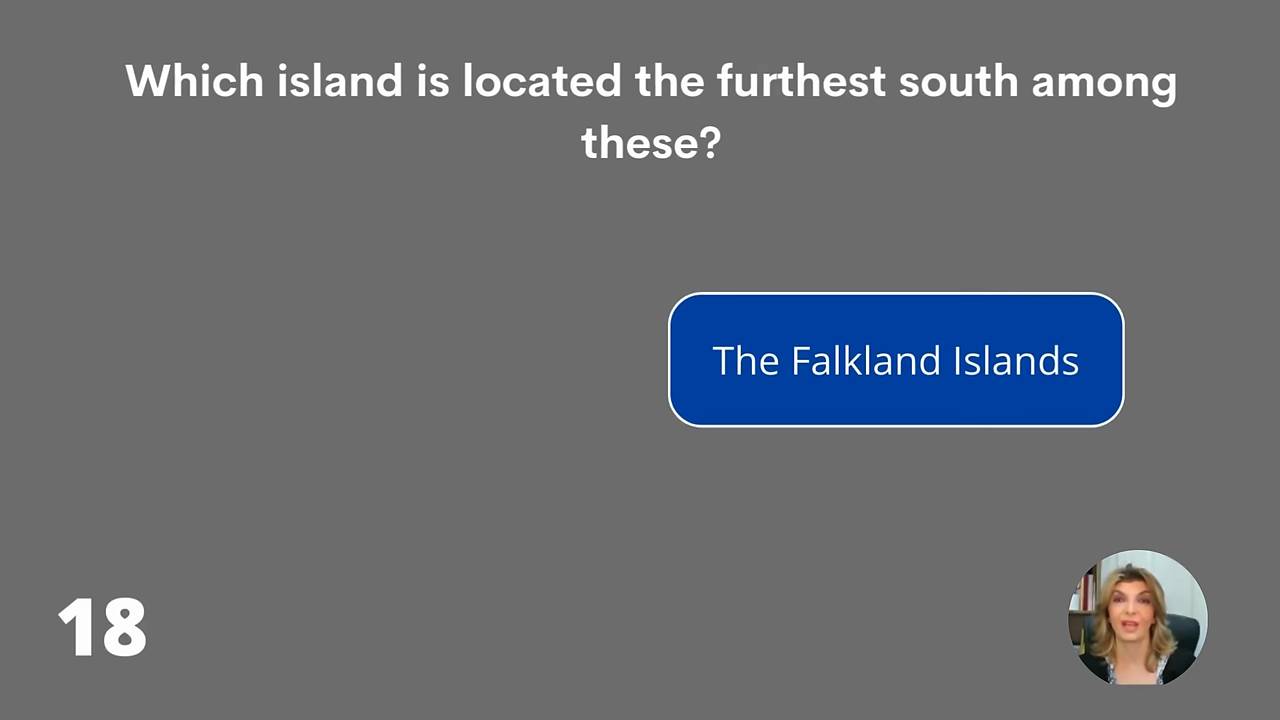 Which island is located the furthest south among
these?
The Falkland Islands
18